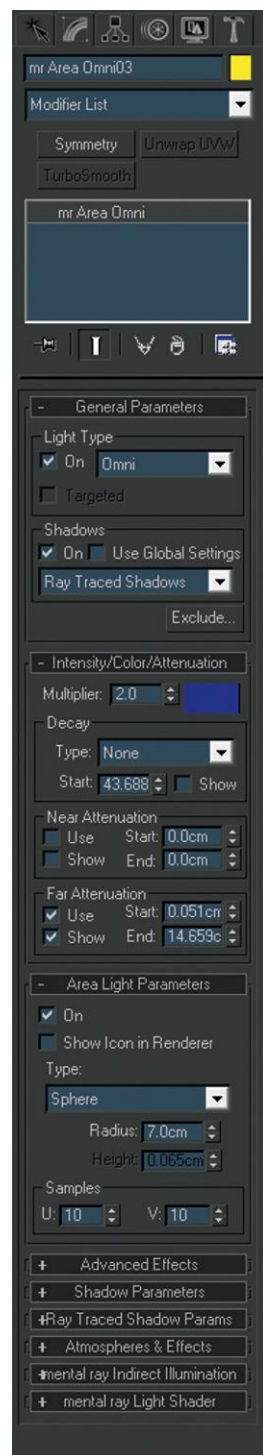 mr Area Omni03
Modifier List
Symmetry Unwrap UVW
TurboSmooth
mr Area Omni
- General Parameters
Light Type
On Omni
Targeted
Shadows
On Use Global Settings
Ray Traced Shadows
Exclude...
- Intensity/Color/Attenuation
Multiplier: 2.0
Decay
Type: None
Start: 43.688 Show
Near Attenuation
Use Start: 0.0cm
Show End: 0.0cm
Far Attenuation
Use Start: 0.051cm
Show End: 14.659c
- Area Light Parameters
On
Show Icon in Renderer
Type:
Sphere
Radius: 7.0cm
Height: 0.065cm
Samples
U: 10 V: 10
+ Advanced Effects
+ Shadow Parameters
+Ray Traced Shadow Params
+ Atmospheres & Effects
+mental ray Indirect Illumination
+ mental ray Light Shader